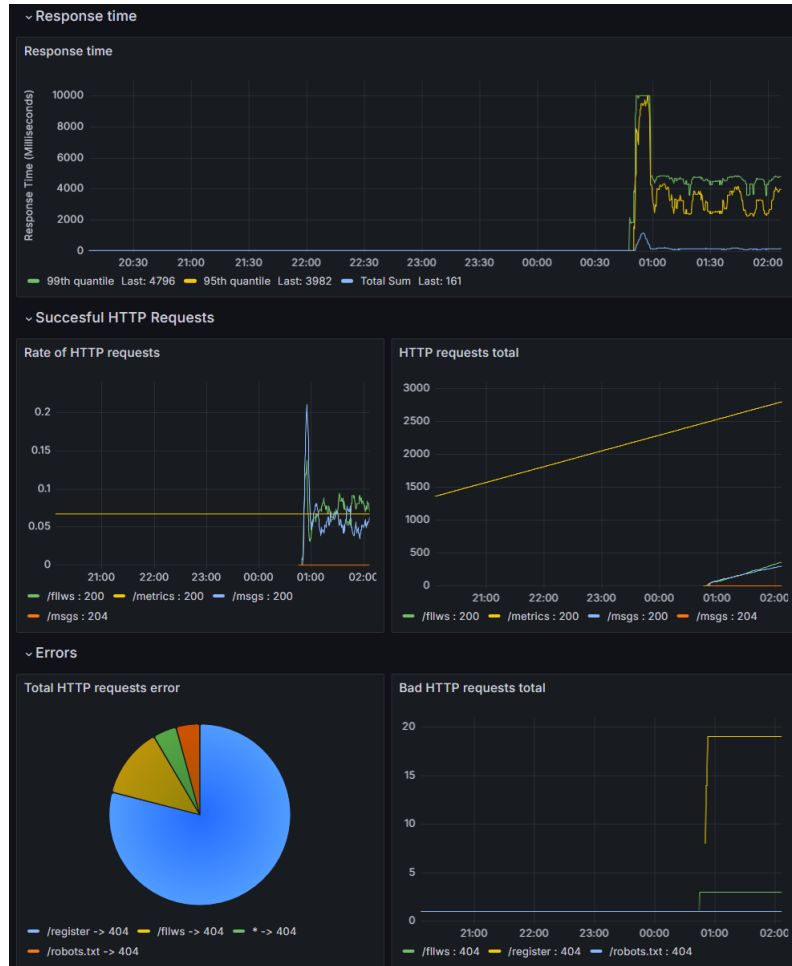 Response time
Response time
Response Time (Milliseconds)
10000
8000
6000
4000
2000
0
20:30 21:00 21:30 22:00 22:30 23:00 23:30 00:00 00:30 01:00 01:30 02:00
99th quantile Last: 4796 95th quantile Last: 3982 Total Sum Last: 161
Succesful HTTP Requests
Rate of HTTP requests
0.2
0.15
0.1
0.05
0
21:00 22:00 23:00 00:00 01:00 02:00
/fllws : 200 /metrics : 200 /msgs : 200
/msgs : 204
HTTP requests total
3000
2500
2000
1500
1000
500
0
21:00 22:00 23:00 00:00 01:00 02:00
/fllws : 200 /metrics : 200 /msgs : 200 /msgs : 204
Errors
Total HTTP requests error
/register -> 404 /fllws -> 404 * -> 404
/robots.txt -> 404
Bad HTTP requests total
20
15
10
5
0
21:00 22:00 23:00 00:00 01:00 02:00
/fllws : 404 /register : 404 /robots.txt : 404